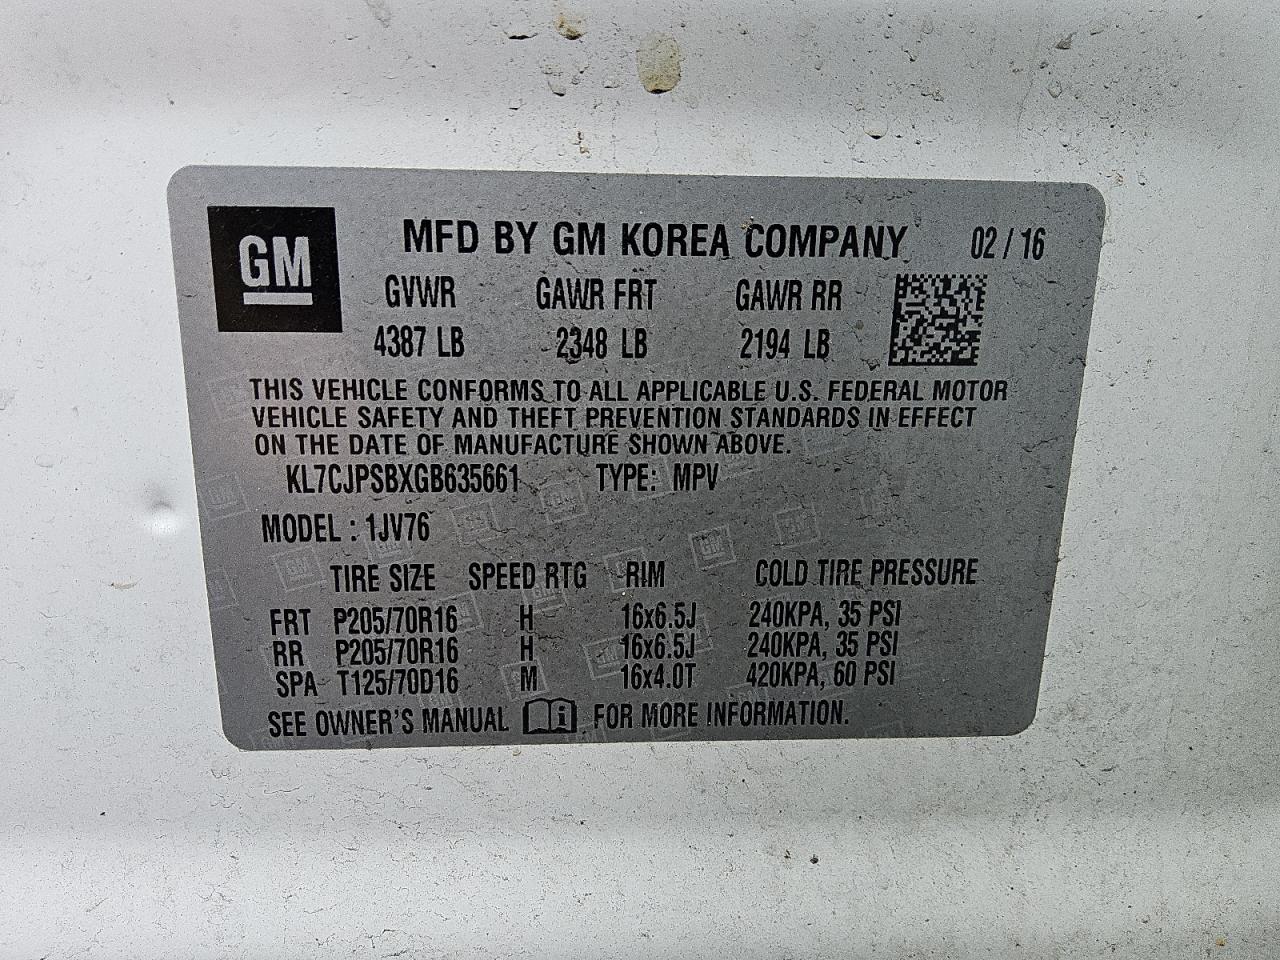 GM
MFD BY GM KOREA COMPANY 02 / 16
GVWR GAWR FRT GAWR RR
4387 LB 2348 LB 2194 LB
THIS VEHICLE CONFORMS TO ALL APPLICABLE U.S. FEDERAL MOTOR
VEHICLE SAFETY AND THEFT PREVENTION STANDARDS IN EFFECT
ON THE DATE OF MANUFACTURE SHOWN ABOVE.
KL7CJPSBXGB635661 TYPE: MPV
MODEL : 1JV76
TIRE SIZE SPEED RTG RIM COLD TIRE PRESSURE
FRT P205/70R16 H 16x6.5J 240KPA, 35 PSI
RR P205/70R16 H 16x6.5J 240KPA, 35 PSI
SPA T125/70D16 M 16x4.0T 420KPA, 60 PSI
SEE OWNER'S MANUAL FOR MORE INFORMATION.